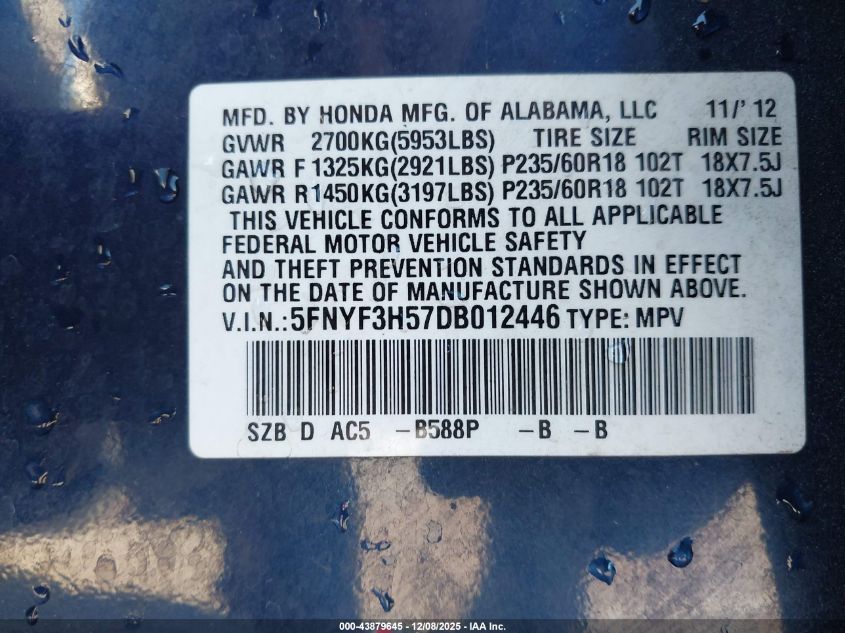 MFD. BY HONDA MFG. OF ALABAMA, LLC 11/' 12
GVWR 2700KG(5953LBS) TIRE SIZE RIM SIZE
GAWR F 1325KG(2921LBS) P235/60R18 102T 18X7.5J
GAWR R1450KG(3197LBS) P235/60R18 102T 18X7.5J
THIS VEHICLE CONFORMS TO ALL APPLICABLE
FEDERAL MOTOR VEHICLE SAFETY
AND THEFT PREVENTION STANDARDS IN EFFECT
ON THE DATE OF MANUFACTURE SHOWN ABOVE.
V.I.N.:5FNYF3H57DB012446 TYPE: MPV
SZB D AC5 -B588P -B -B
000-43879645 - 12/08/2025 - IAA Inc.